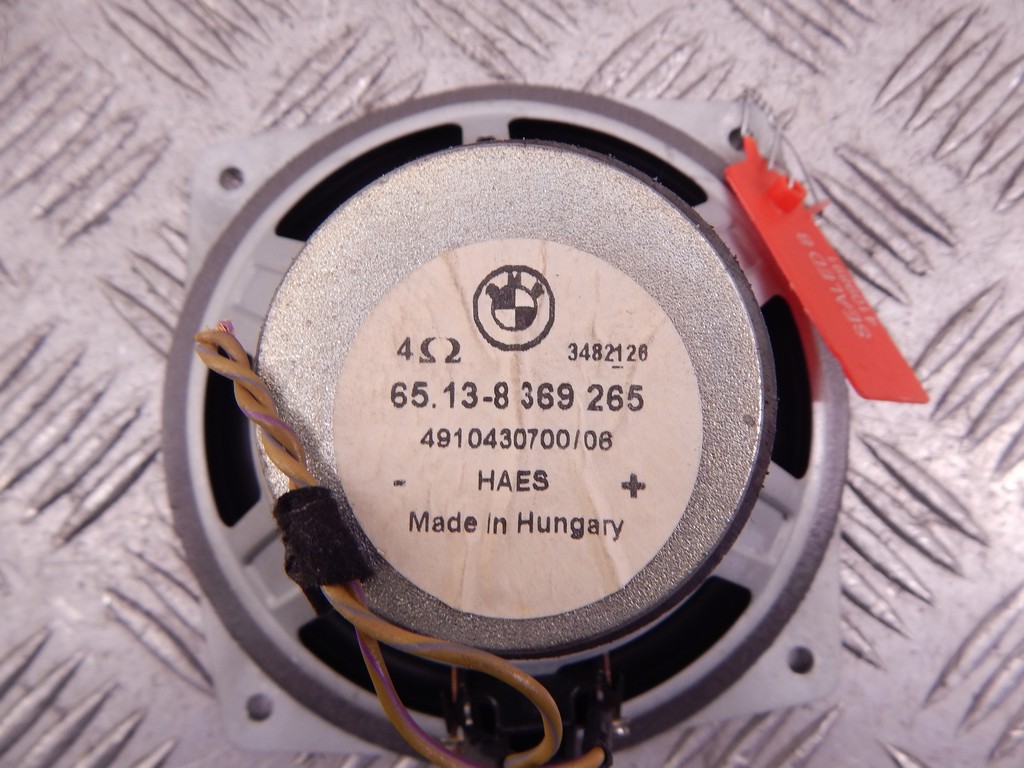 4Ω 3482126
65.13-8 369 265
4910430700/06
- HAES +
Made In Hungary
SEALED